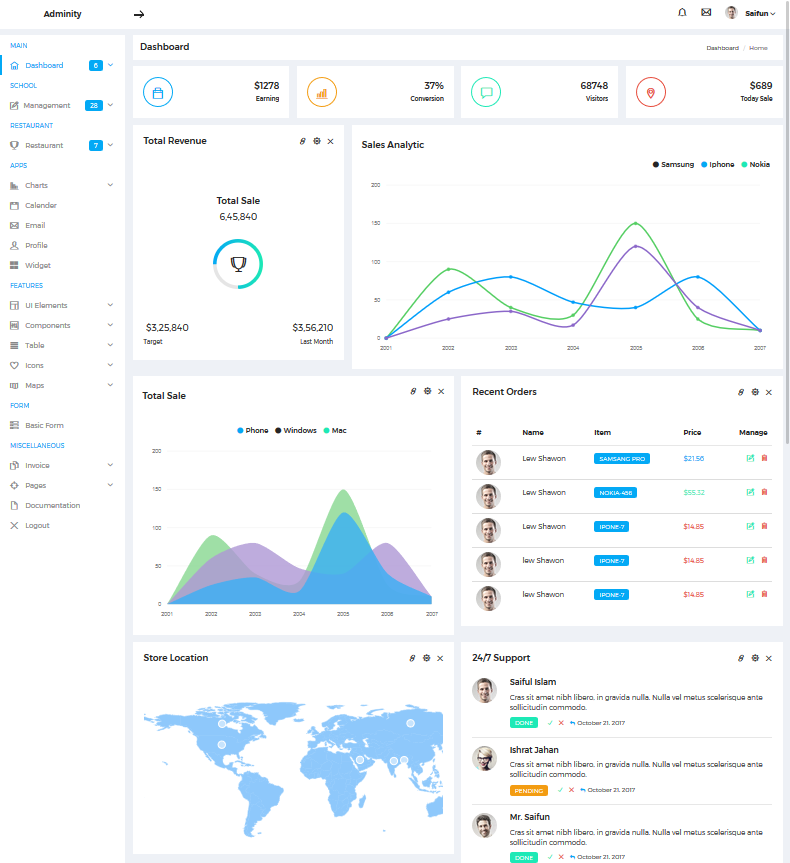 Adminity
Saifun
MAIN
Dashboard 6
SCHOOL
Management 28
RESTAURANT
Restaurant 7
APPS
Charts
Calender
Email
Profile
Widget
FEATURES
UI Elements
Components
Table
Icons
Maps
FORM
Basic Form
MISCELLANEOUS
Invoice
Pages
Documentation
Logout
Dashboard
Dashboard / Home
$1278
Earning
37%
Conversion
68748
Visitors
$689
Today Sale
Total Revenue
Total Sale
6,45,840
$3,25,840
Target
$3,56,210
Last Month
Sales Analytic
Samsung Iphone Nokia
200
150
100
50
0
2001 2002 2003 2004 2005 2006 2007
Total Sale
Phone Windows Mac
200
150
100
50
0
2001 2002 2003 2004 2005 2006 2007
Recent Orders
# Name Item Price Manage
Lew Shawon SAMSANG PRO $21.56
Lew Shawon NOKIA-456 $55.32
Lew Shawon IPONE-7 $14.85
lew Shawon IPONE-7 $14.85
lew Shawon IPONE-7 $14.85
Store Location
24/7 Support
Saiful Islam
Cras sit amet nibh libero, in gravida nulla. Nulla vel metus scelerisque ante
sollicitudin commodo.
DONE October 21, 2017
Ishrat Jahan
Cras sit amet nibh libero, in gravida nulla. Nulla vel metus scelerisque ante
sollicitudin commodo.
PENDING October 21, 2017
Mr. Saifun
Cras sit amet nibh libero, in gravida nulla. Nulla vel metus scelerisque ante
sollicitudin commodo.
DONE October 21, 2017